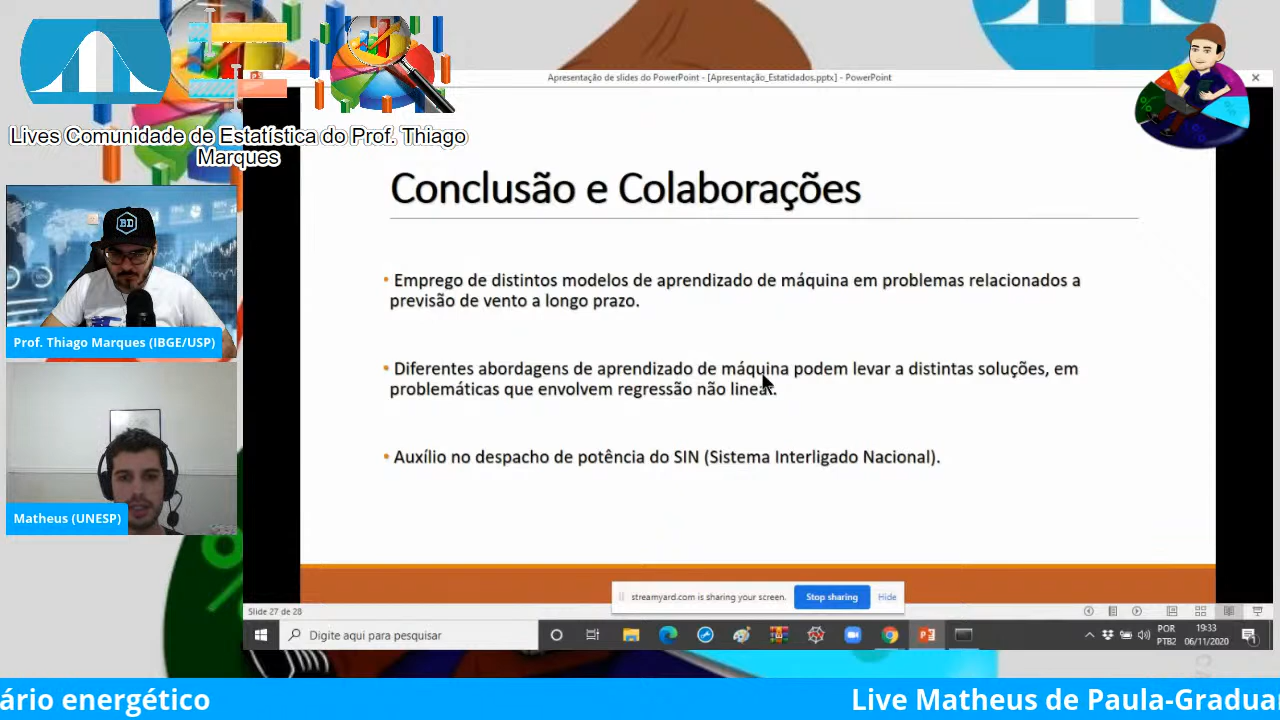 Apresentação de slides do PowerPoint - [Apresentação_Estatidados.pptx] - PowerPoint
Lives Comunidade de Estatística do Prof. Thiago
Marques
Conclusão e Colaborações
BD
• Emprego de distintos modelos de aprendizado de máquina em problemas relacionados a
previsão de vento a longo prazo.
Prof. Thiago Marques (IBGE/USP)
• Diferentes abordagens de aprendizado de máquina podem levar a distintas soluções, em
problemáticas que envolvem regressão não linear.
• Auxílio no despacho de potência do SIN (Sistema Interligado Nacional).
Matheus (UNESP)
streamyard.com is sharing your screen.
Stop sharing
Hide
Slide 27 de 28
Digite aqui para pesquisar
POR
PTB2
19:33
06/11/2020
ário energético
Live Matheus de Paula-Gradua